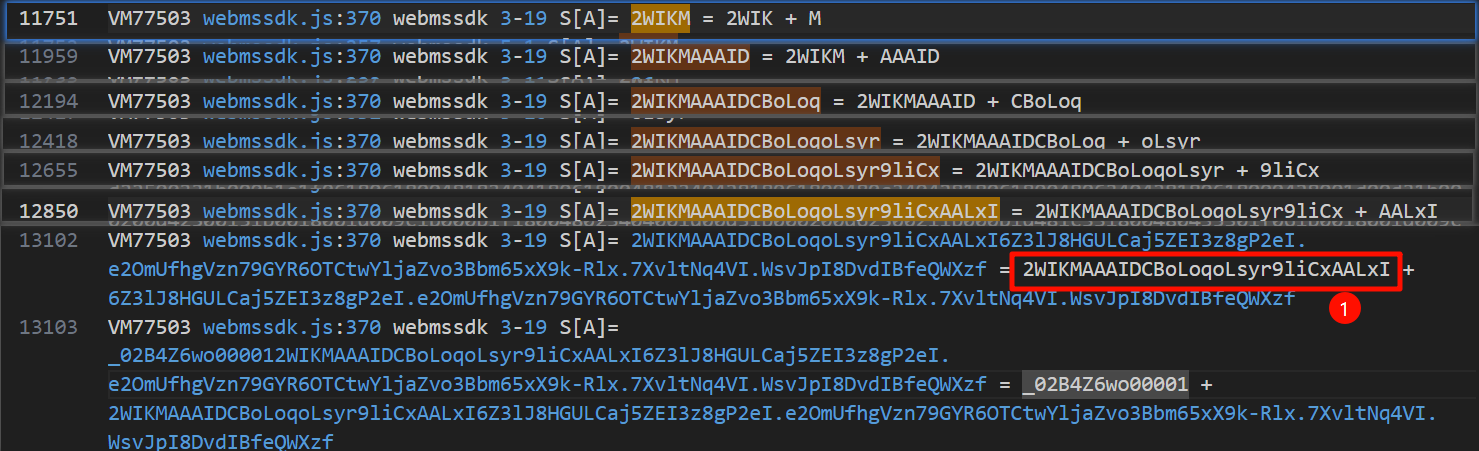 11751 VM77503 webmssdk.js:370 webmssdk 3-19 S[A]= 2WIKM = 2WIK + M
11959 VM77503 webmssdk.js:370 webmssdk 3-19 S[A]= 2WIKMAAAID = 2WIKM + AAAID
12194 VM77503 webmssdk.js:370 webmssdk 3-19 S[A]= 2WIKMAAAIDCBoLoq = 2WIKMAAAID + CBoLoq
12418 VM77503 webmssdk.js:370 webmssdk 3-19 S[A]= 2WIKMAAAIDCBoLoqoLsyr = 2WIKMAAAIDCBoLoq + oLsyr
12655 VM77503 webmssdk.js:370 webmssdk 3-19 S[A]= 2WIKMAAAIDCBoLoqoLsyr9liCx = 2WIKMAAAIDCBoLoqoLsyr + 9liCx
12850 VM77503 webmssdk.js:370 webmssdk 3-19 S[A]= 2WIKMAAAIDCBoLoqoLsyr9liCxAALxI = 2WIKMAAAIDCBoLoqoLsyr9liCx + AALxI
13102 VM77503 webmssdk.js:370 webmssdk 3-19 S[A]= 2WIKMAAAIDCBoLoqoLsyr9liCxAALxI6Z3lJ8HGULCaj5ZEI3z8gP2eI.
e2OmUfhgVzn79GYR6OTCtwYljaZvo3Bbm65xX9k-Rlx.7XvltNq4VI.WsvJpI8DvdIBfeQWXzf = 2WIKMAAAIDCBoLoqoLsyr9liCxAALxI +
6Z3lJ8HGULCaj5ZEI3z8gP2eI.e2OmUfhgVzn79GYR6OTCtwYljaZvo3Bbm65xX9k-Rlx.7XvltNq4VI.WsvJpI8DvdIBfeQWXzf
1
13103 VM77503 webmssdk.js:370 webmssdk 3-19 S[A]=
_02B4Z6wo000012WIKMAAAIDCBoLoqoLsyr9liCxAALxI6Z3lJ8HGULCaj5ZEI3z8gP2eI.
e2OmUfhgVzn79GYR6OTCtwYljaZvo3Bbm65xX9k-Rlx.7XvltNq4VI.WsvJpI8DvdIBfeQWXzf = _02B4Z6wo00001 +
2WIKMAAAIDCBoLoqoLsyr9liCxAALxI6Z3lJ8HGULCaj5ZEI3z8gP2eI.e2OmUfhgVzn79GYR6OTCtwYljaZvo3Bbm65xX9k-Rlx.7XvltNq4VI.
WsvJpI8DvdIBfeQWXzf